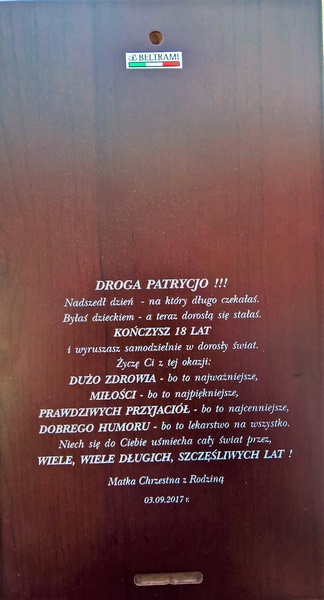 BELTRAMI
DROGA PATRYCJO !!!
Nadszedł dzień - na który długo czekałaś.
Byłaś dzieckiem - a teraz dorosłą się stałaś.
KOŃCZYSZ 18 LAT
i wyruszasz samodzielnie w dorosły świat.
Życzę Ci z tej okazji:
DUŻO ZDROWIA - bo to najważniejsze,
MIŁOŚCI - bo to najpiękniejsze,
PRAWDZIWYCH PRZYJACIÓŁ - bo to najcenniejsze,
DOBREGO HUMORU - bo to lekarstwo na wszystko.
Niech się do Ciebie uśmiecha cały świat przez,
WIELE, WIELE DŁUGICH, SZCZĘŚLIWYCH LAT !
Matka Chrzestna z Rodziną
03.09.2017 r.